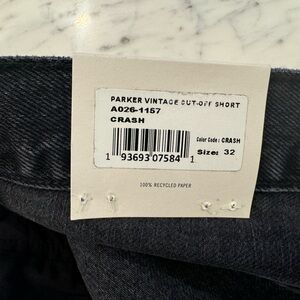 PARKER VINTAGE CUT-OFF SHORT
A026-1157
CRASH
Color Code: CRASH
Size: 32
1 93693 07584 1
100% RECYCLED PAPER